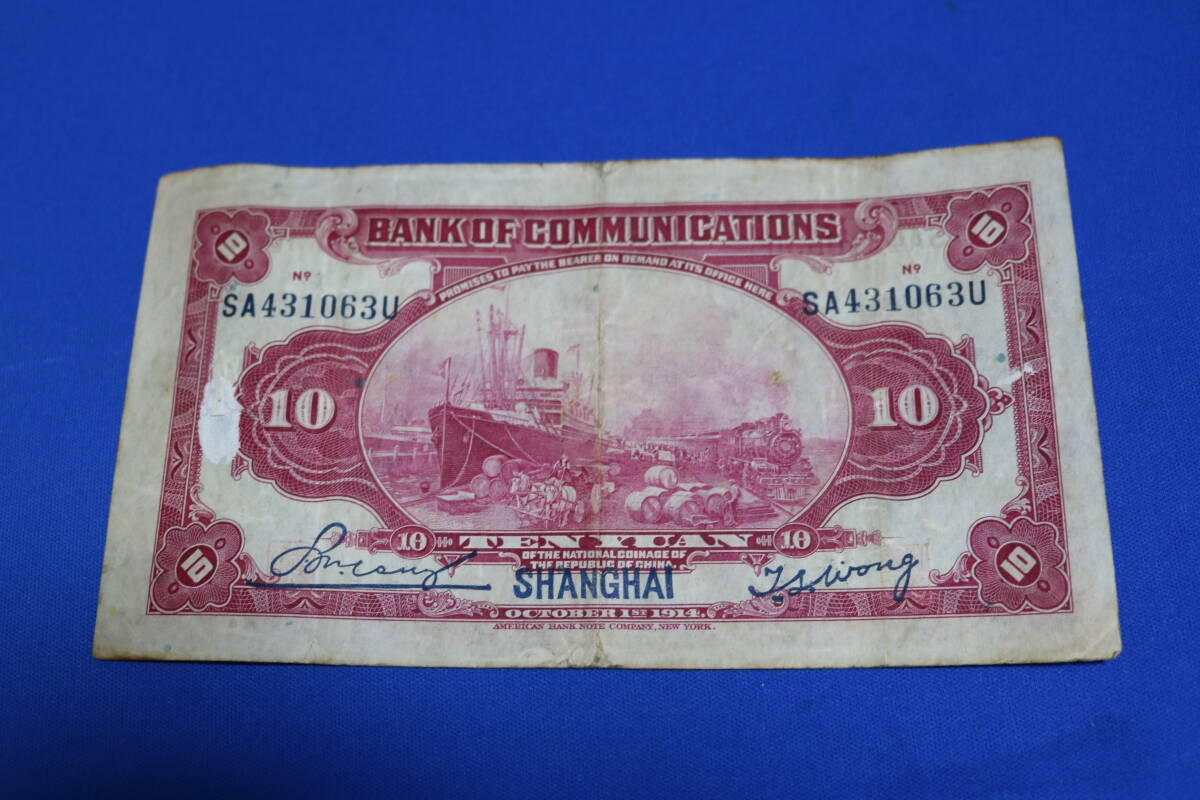 10 BANK OF COMMUNICATIONS 10
PROMISES TO PAY THE BEARER ON DEMAND AT ITS OFFICE HERE
Nº Nº
SA431063U SA431063U
10 10
10 TEN YUAN 10
OF THE NATIONAL COINAGE OF
THE REPUBLIC OF CHINA
10 SHANGHAI T.S.Wong 10
OCTOBER 1ST 1914.
AMERICAN BANK NOTE COMPANY, NEW YORK.